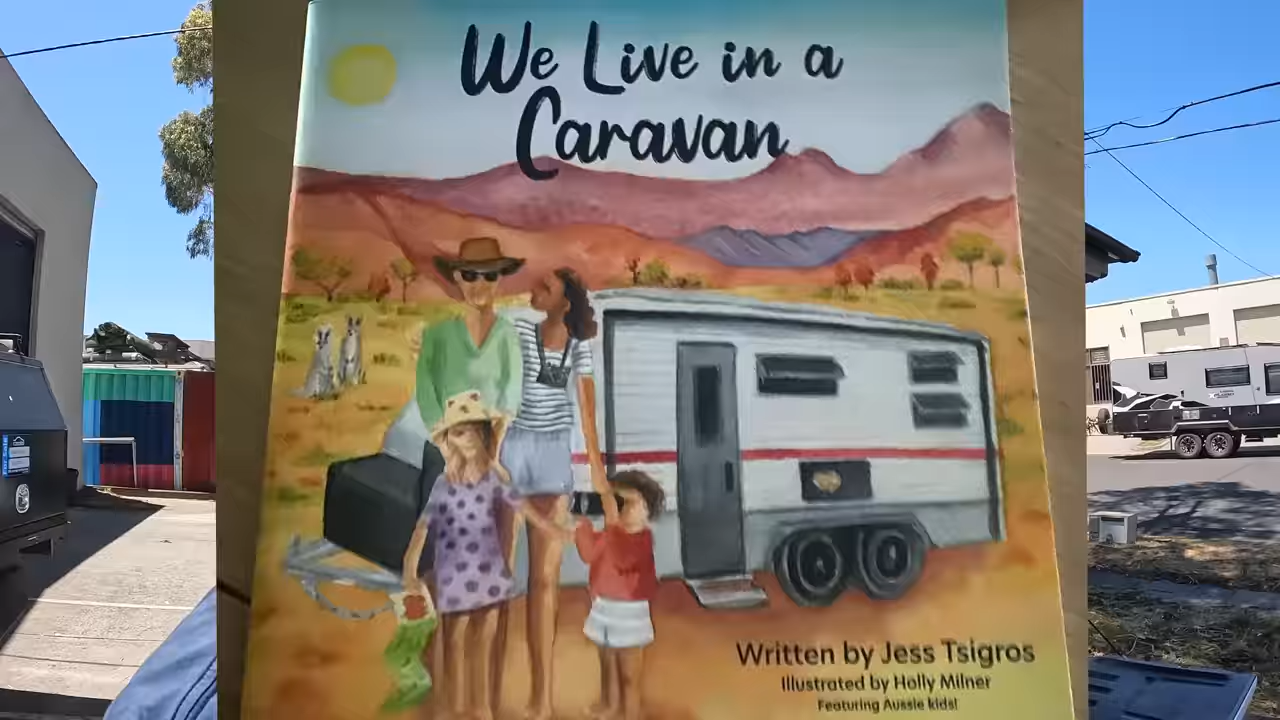 We Live in a
Caravan
Written by Jess Tsigros
Illustrated by Holly Milner
Featuring Aussie kids!